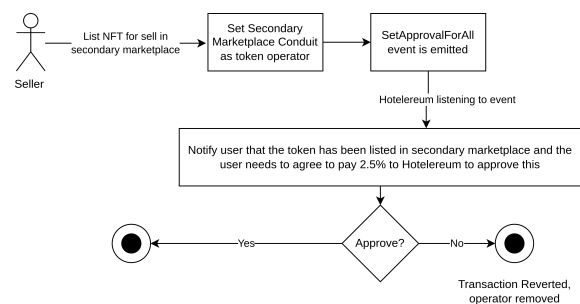 List NFT for sell in
secondary marketplace
Seller
Set Secondary
Marketplace Conduit
as token operator
SetApprovalForAll
event is emitted
Hotelereum listening to event
Notify user that the token has been listed in secondary marketplace and the
user needs to agree to pay 2.5% to Hotelereum to approve this
Approve?
Yes
No
Transaction Reverted,
operator removed